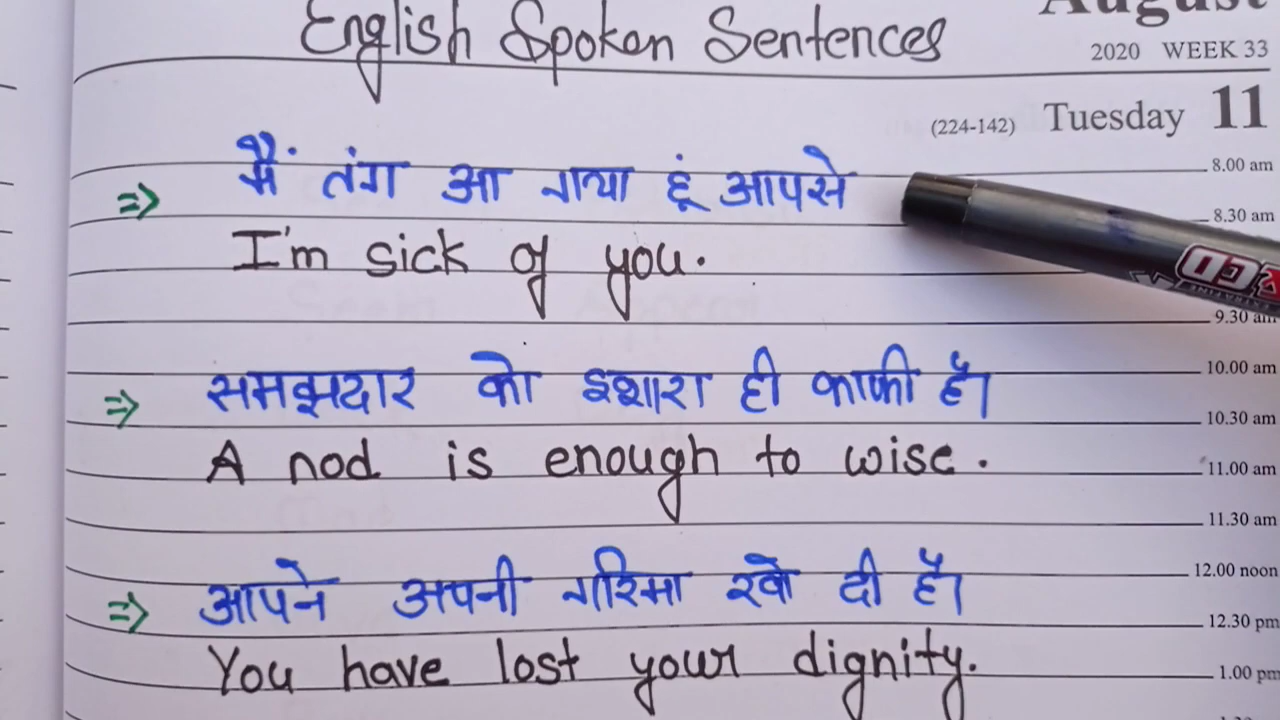 English Spoken Sentences
August
2020 WEEK 33
(224-142) Tuesday 11
मैं तंग आ गया हूं आपसे
8.00 am
8.30 am
I'm sick of you.
9.30 am
समझदार को इशारा ही काफी है।
10.00 am
10.30 am
A nod is enough to wise.
11.00 am
11.30 am
आपने अपनी गरिमा खो दी है।
12.00 noon
12.30 pm
You have lost your dignity.
1.00 pm